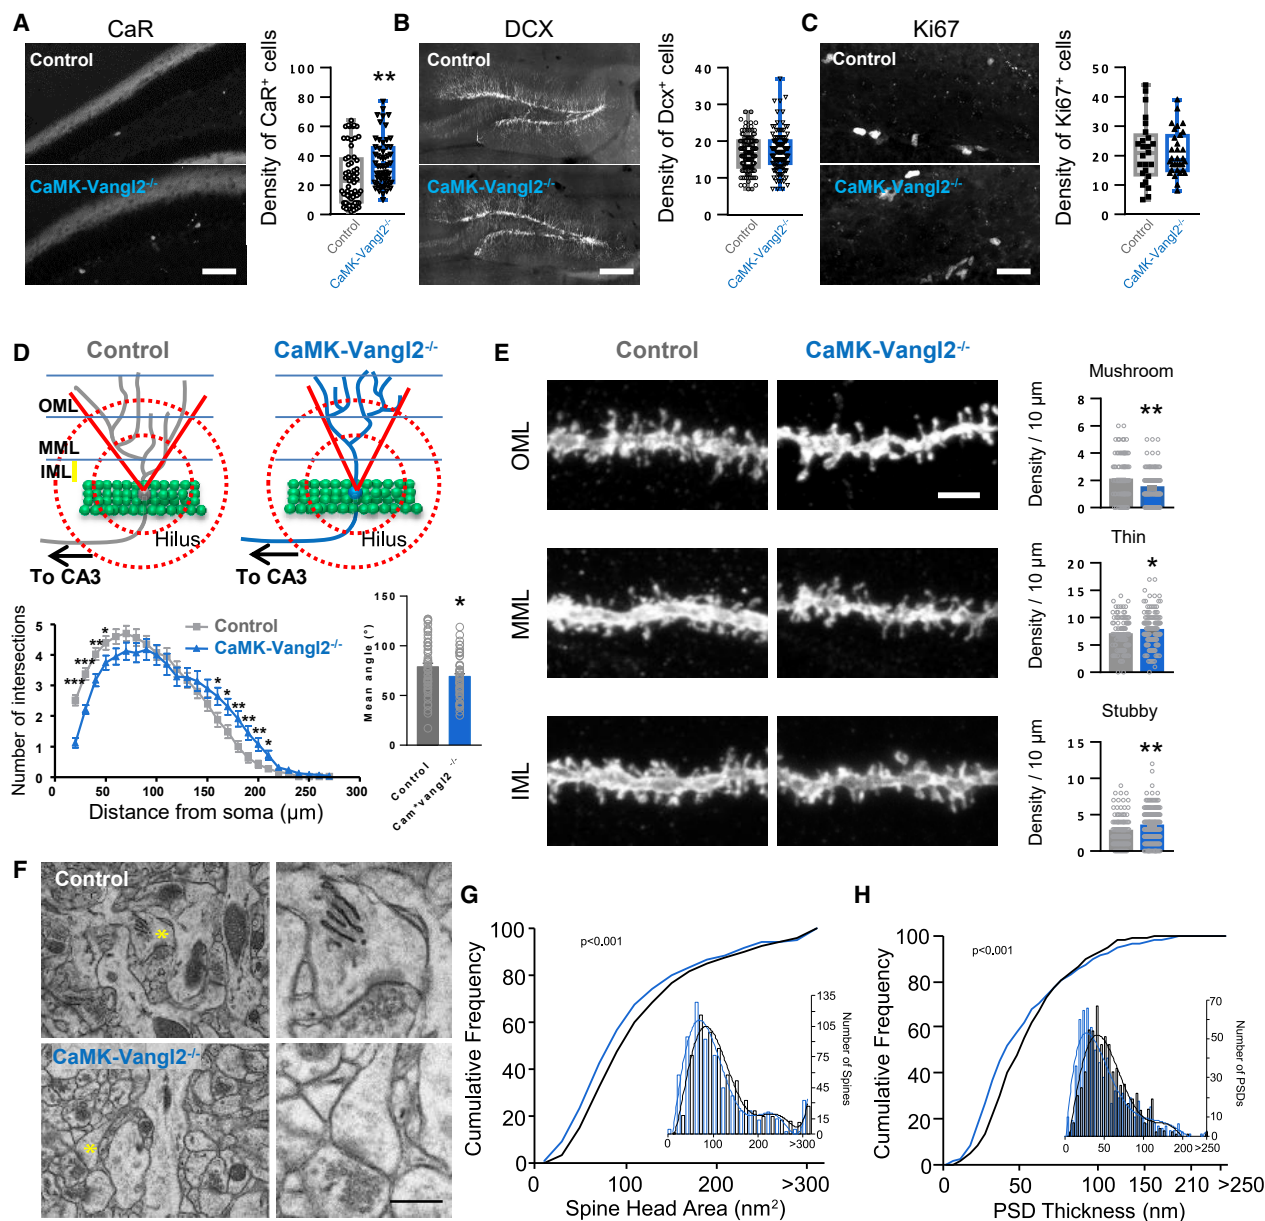 A
CaR
Control
CaMK-Vangl2-/-
Density of CaR+ cells
100
80
60
40
20
0
**
Control
CaMK-Vangl2-/-
B
DCX
Control
CaMK-Vangl2-/-
Density of Dcx+ cells
40
30
20
10
0
Control
CaMK-Vangl2-/-
C
Ki67
Control
CaMK-Vangl2-/-
Density of Ki67+ cells
50
40
30
20
10
0
Control
CaMK-Vangl2-/-
D
Control
CaMK-Vangl2-/-
OML
MML
IML
Hilus
Hilus
To CA3
To CA3
Number of intersections
5
4
3
2
1
0
***
***
**
*
Control
CaMK-Vangl2-/-
*
*
**
**
**
*
0
50
100
150
200
250
300
Distance from soma (µm)
Mean angle (°)
150
100
50
0
*
Control
Cam*vangl2 -/-
E
Control
CaMK-Vangl2-/-
OML
MML
IML
Mushroom
Density / 10 µm
8
6
4
2
0
**
Thin
Density / 10 µm
20
15
10
5
0
*
Stubby
Density / 10 µm
15
10
5
0
**
F
Control
*
CaMK-Vangl2-/-
*
G
Cumulative Frequency
100
80
60
40
20
0
p<0.001
0
100
200
>300
Spine Head Area (nm2)
135
105
75
45
15
0
Number of Spines
0
100
200
>300
H
Cumulative Frequency
100
80
60
40
20
0
p<0.001
0
50
100
150
210
>250
PSD Thickness (nm)
70
50
30
10
0
Number of PSDs
0
50
100
150
200
>250